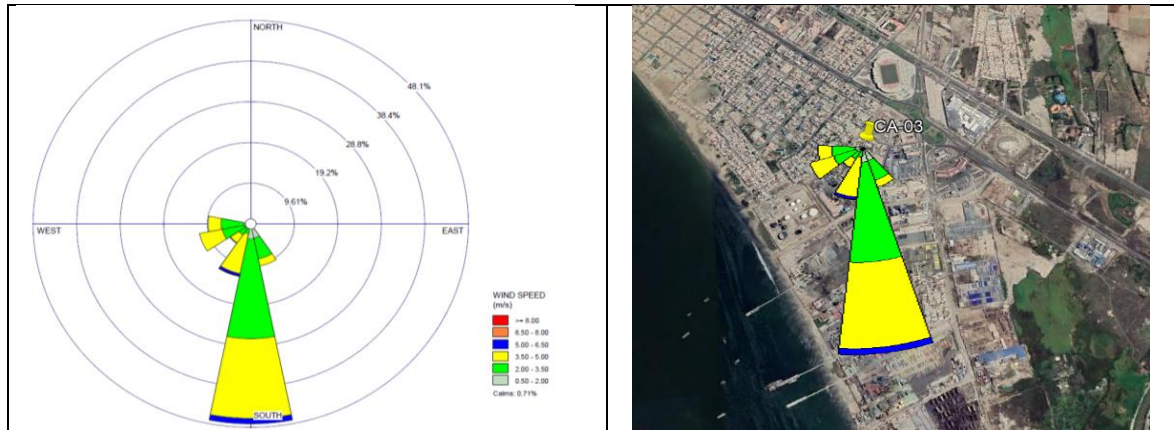 NORTH
48.1%
38.4%
28.8%
19.2%
9.61%
WEST
EAST
SOUTH
WIND SPEED
(m/s)
>= 8.00
6.50 - 8.00
5.00 - 6.50
3.50 - 5.00
2.00 - 3.50
0.50 - 2.00
Calms: 0.71%
CA-03